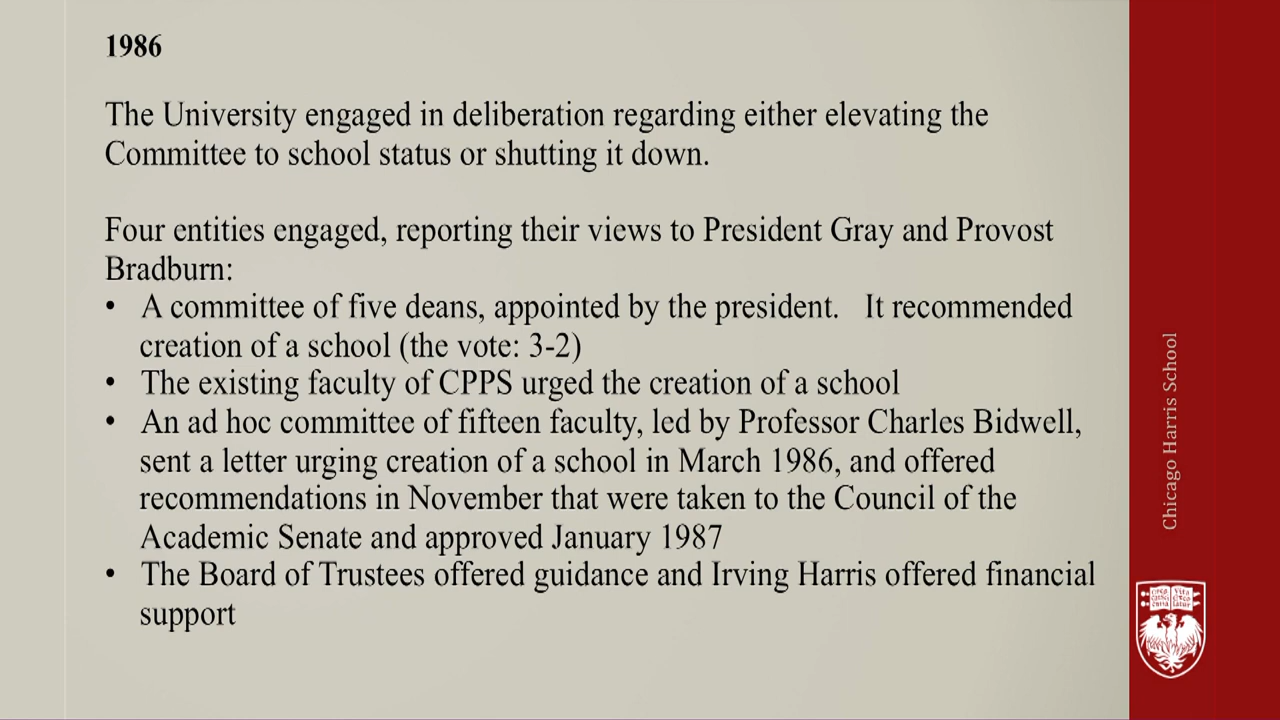 1986
The University engaged in deliberation regarding either elevating the
Committee to school status or shutting it down.
Four entities engaged, reporting their views to President Gray and Provost
Bradburn:
• A committee of five deans, appointed by the president.   It recommended
creation of a school (the vote: 3-2)
• The existing faculty of CPPS urged the creation of a school
• An ad hoc committee of fifteen faculty, led by Professor Charles Bidwell,
sent a letter urging creation of a school in March 1986, and offered
recommendations in November that were taken to the Council of the
Academic Senate and approved January 1987
• The Board of Trustees offered guidance and Irving Harris offered financial
support
Chicago Harris School